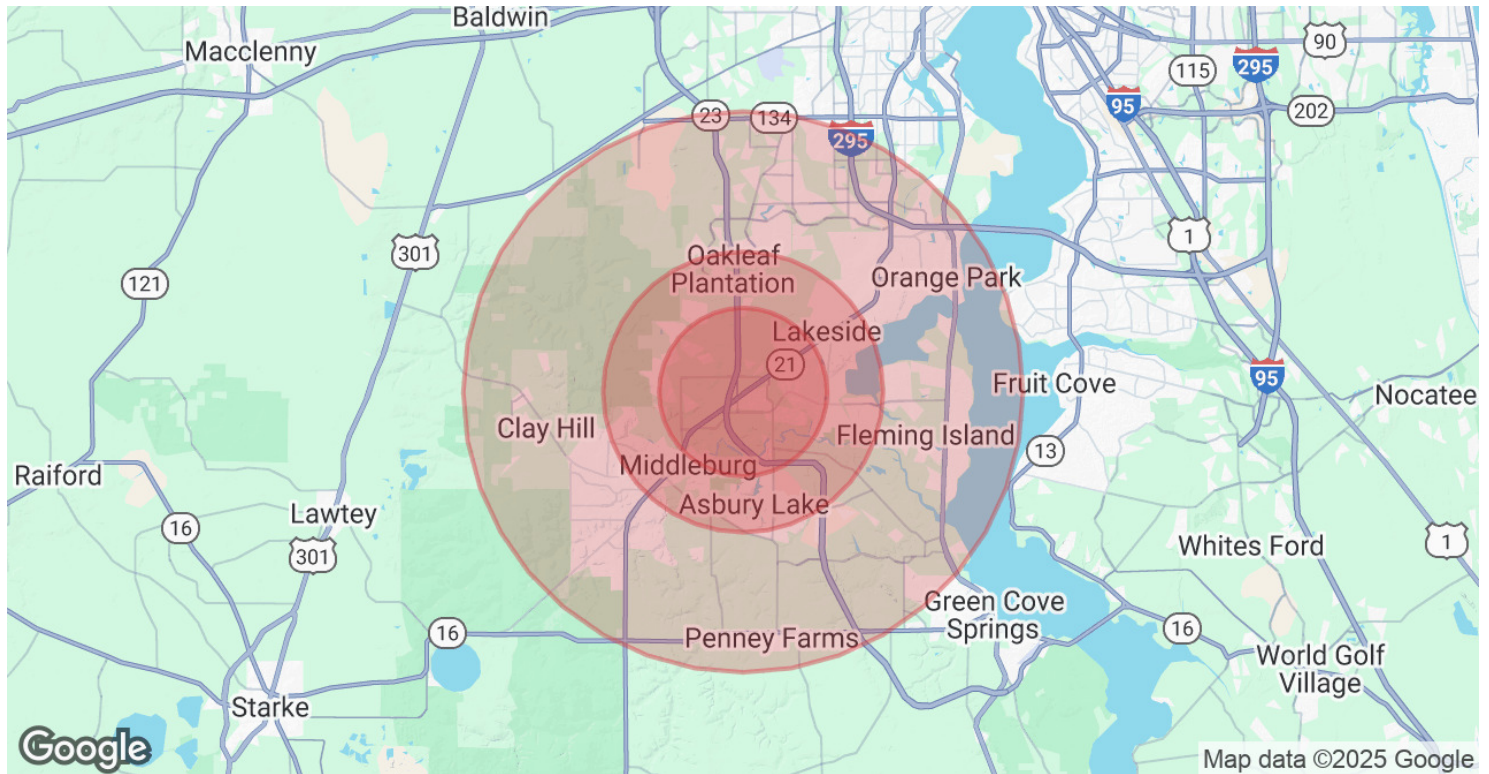 Baldwin
Macclenny
90
295
115
95
202
23
134
295
301
1
121
Oakleaf
Plantation
Orange Park
Lakeside
21
Fruit Cove
95
Nocatee
Clay Hill
Fleming Island
13
Middleburg
Raiford
Asbury Lake
16
Lawtey
301
Whites Ford
1
Green Cove
Springs
16
16
Penney Farms
World Golf
Village
Starke
Google
Map data ©2025 Google